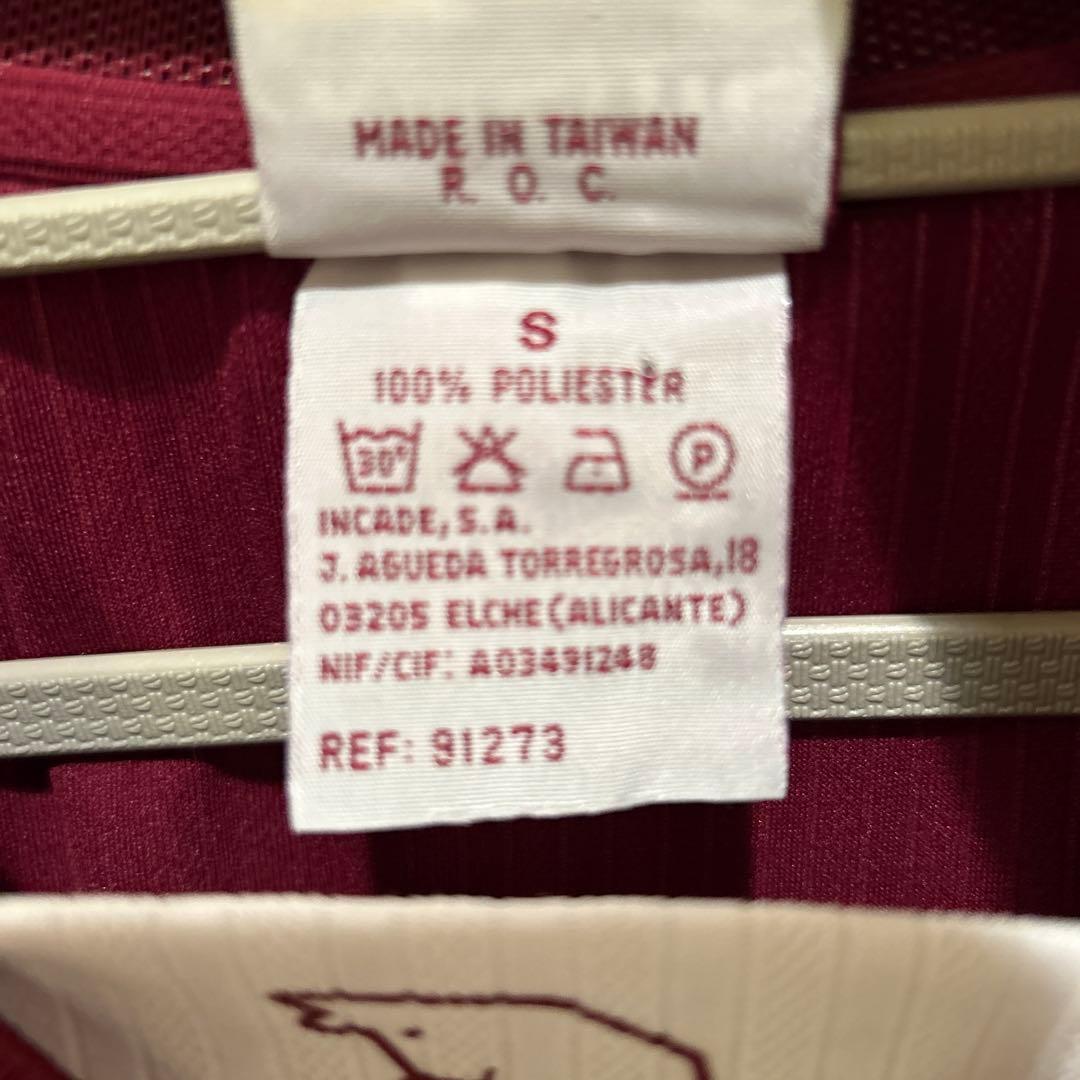 MADE IN TAIWAN
R. O. C.
S
100% POLIESTER
30°
P
INCADE, S.A.
J. AGUEDA TORREGROSA, 18
03205 ELCHE (ALICANTE)
NIF/CIF: A03491248
REF: 91273